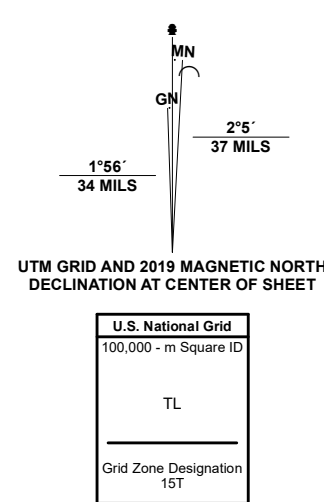 MN
GN
2°5´
37 MILS
1°56´
34 MILS
UTM GRID AND 2019 MAGNETIC NORTH
DECLINATION AT CENTER OF SHEET
U.S. National Grid
100,000 - m Square ID
TL
Grid Zone Designation
15T